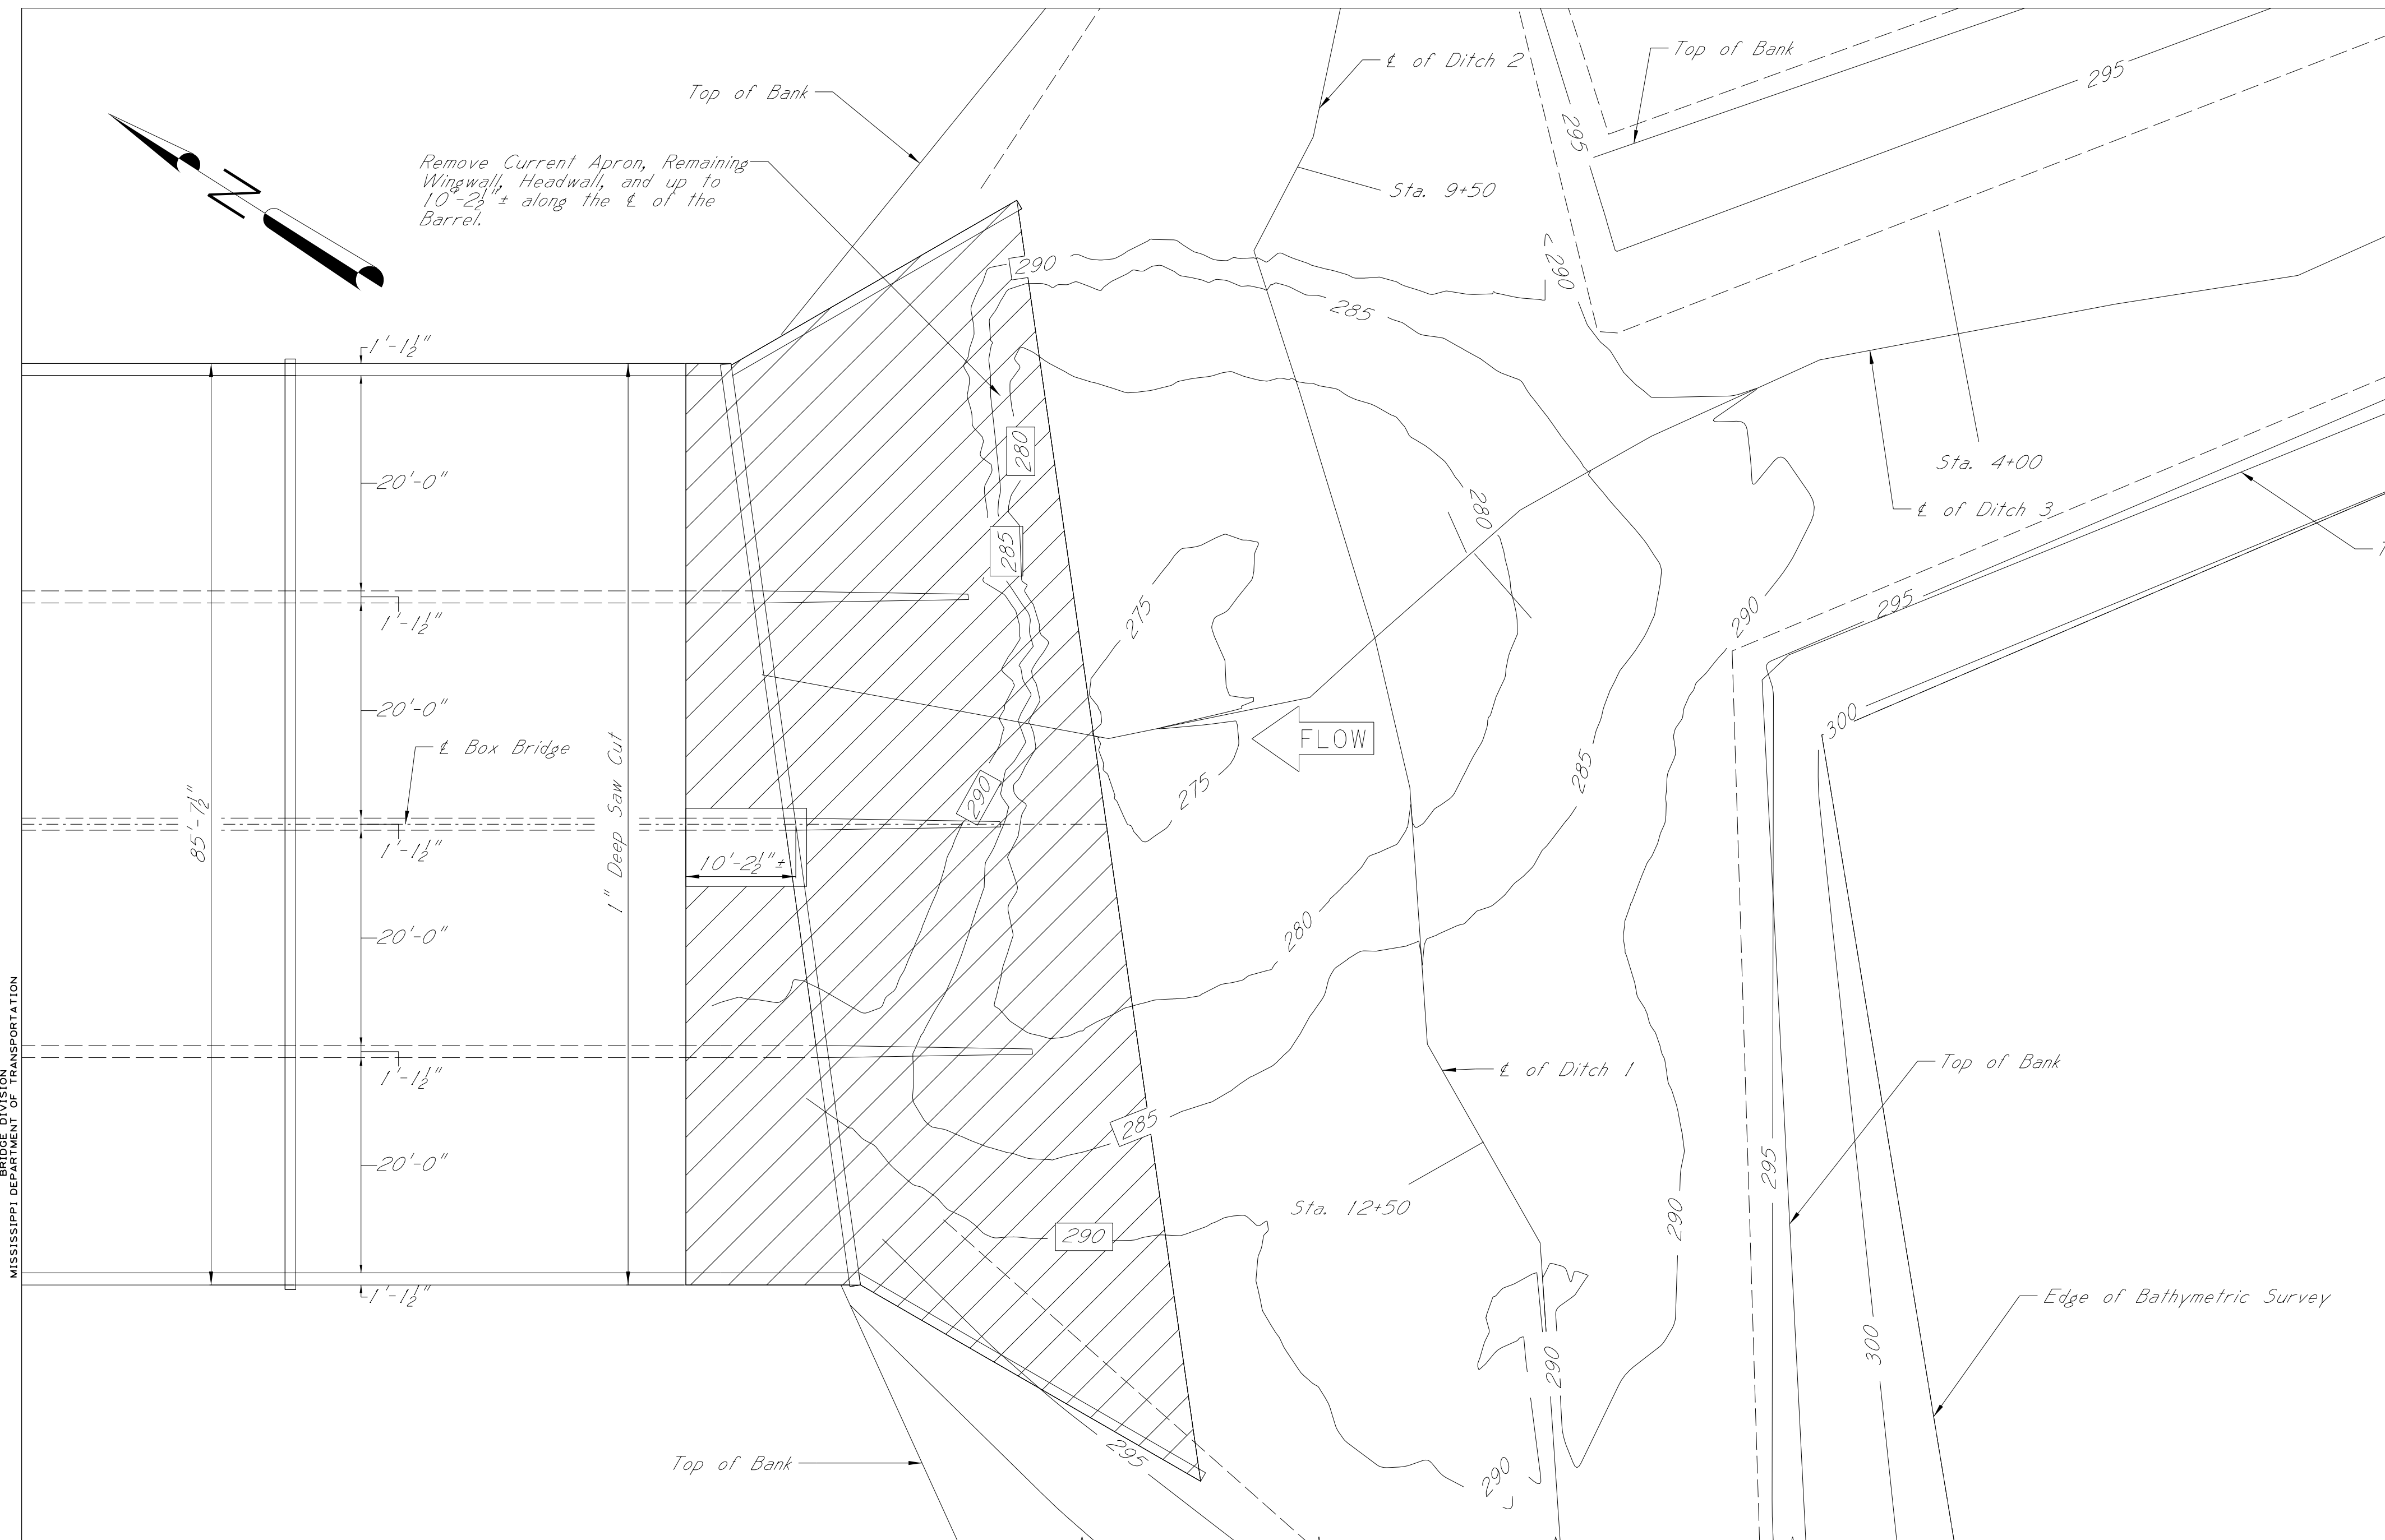 Top of Bank
℄ of Ditch 2
Top of Bank
295
295
Remove Current Apron, Remaining
Wingwall, Headwall, and up to
10'-2½"± along the ℄ of the
Barrel.
N
Sta. 9+50
290
290
285
1'-1½"
20'-0"
280
280
Sta. 4+00
℄ of Ditch 3
285
1'-1½"
275
290
295
20'-0"
300
℄ Box Bridge
FLOW
290
275
285
85'-7½"
1" Deep Saw Cut
1'-1½"
10'-2½"±
20'-0"
280
1'-1½"
℄ of Ditch 1
Top of Bank
285
20'-0"
295
Sta. 12+50
290
290
1'-1½"
Edge of Bathymetric Survey
300
290
Top of Bank
295
290
BRIDGE DIVISION
MISSISSIPPI DEPARTMENT OF TRANSPORTATION